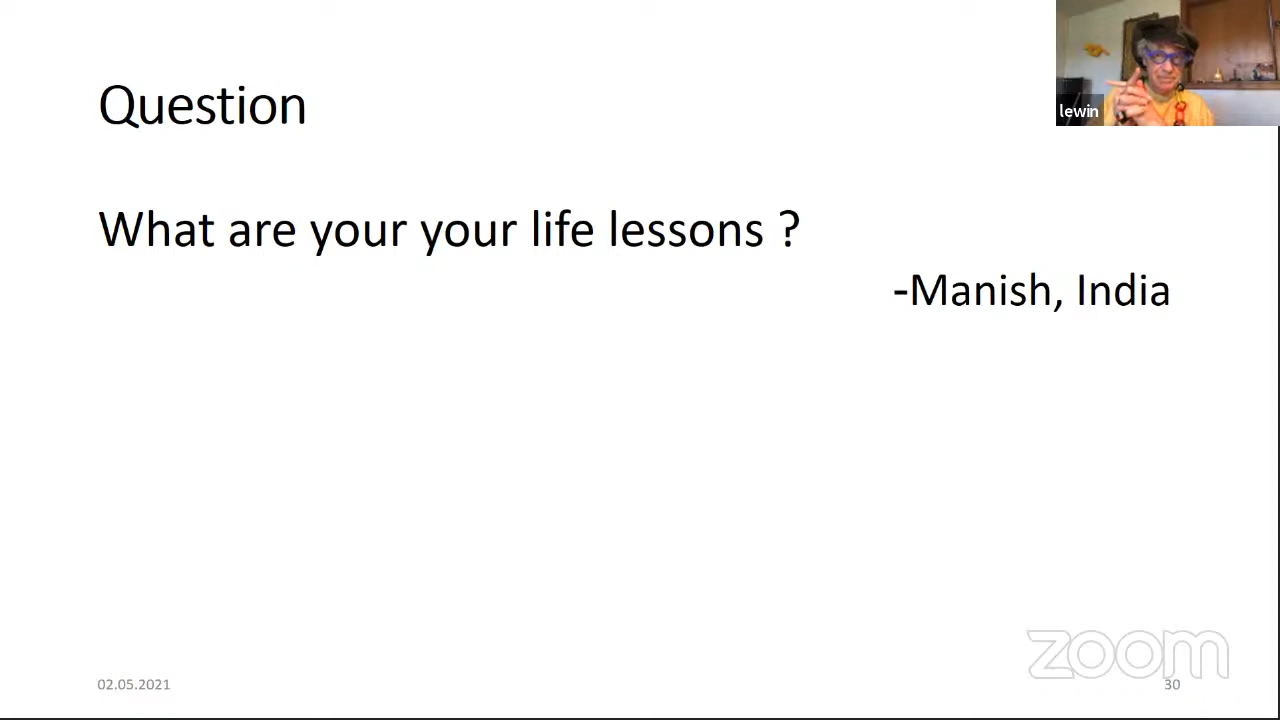 Question
lewin
What are your your life lessons ?
-Manish, India
zoom
02.05.2021
30